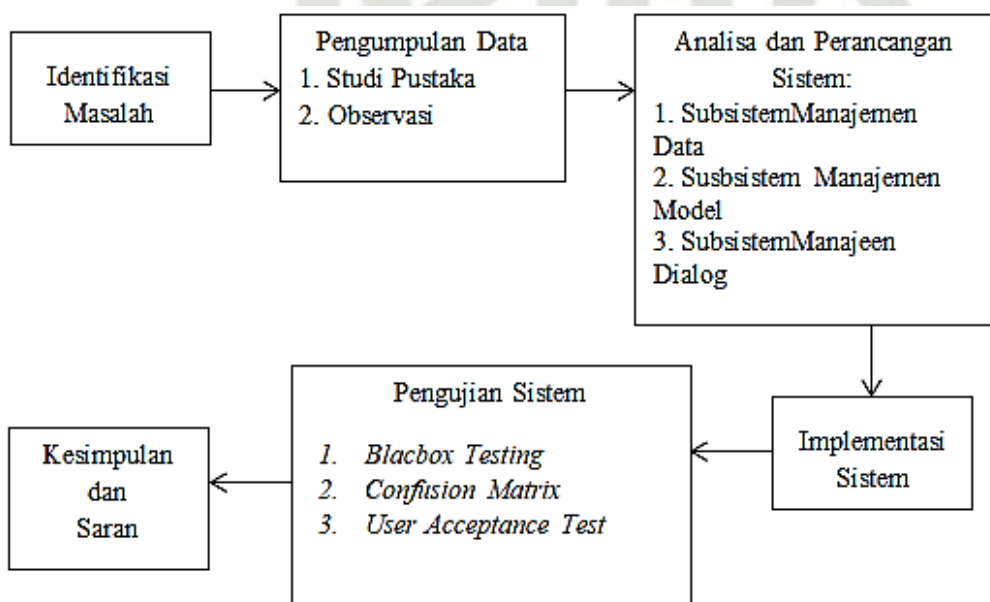 Identifikasi
Masalah
Pengumpulan Data
1. Studi Pustaka
2. Observasi
Analisa dan Perancangan
Sistem:
1. SubsistemManajemen
Data
2. Susbsistem Manajemen
Model
3. SubsistemManajeen
Dialog
Implementasi
Sistem
Pengujian Sistem
1. Blacbox Testing
2. Confusion Matrix
3. User Acceptance Test
Kesimpulan
dan
Saran